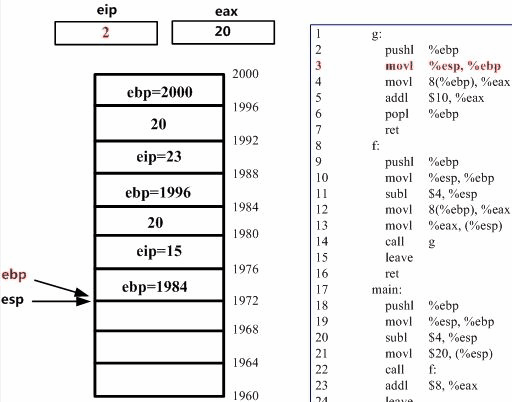 eip
eax
2
20
2000
ebp=2000
1996
20
1992
eip=23
1988
ebp=1996
1984
20
1980
eip=15
1976
ebp=1984
ebp
esp
1972
1968
1964
1960
1 g:
2 pushl %ebp
3 movl %esp, %ebp
4 movl 8(%ebp), %eax
5 addl $10, %eax
6 popl %ebp
7 ret
8 f:
9 pushl %ebp
10 movl %esp, %ebp
11 subl $4, %esp
12 movl 8(%ebp), %eax
13 movl %eax, (%esp)
14 call g
15 leave
16 ret
17 main:
18 pushl %ebp
19 movl %esp, %ebp
20 subl $4, %esp
21 movl $20, (%esp)
22 call f:
23 addl $8, %eax
24 leave